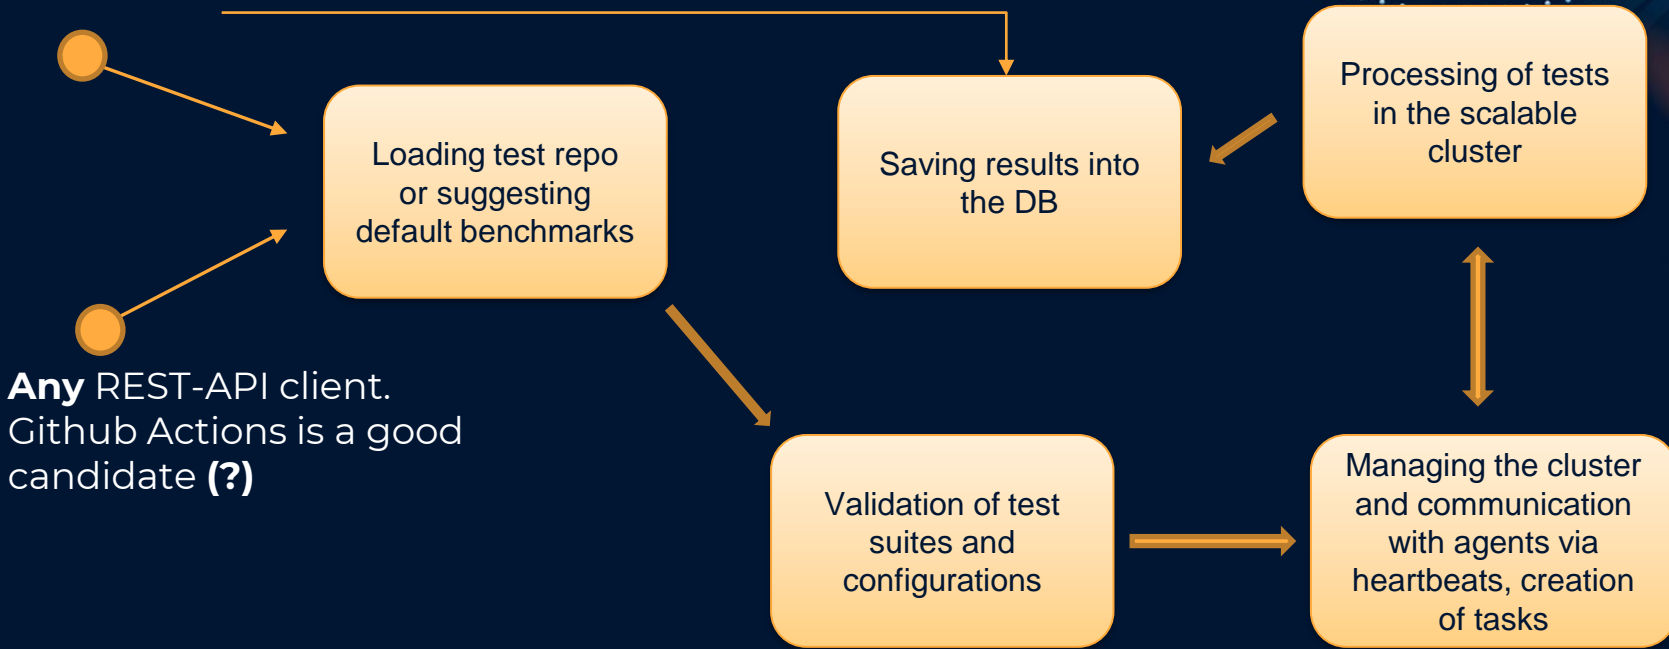 Loading test repo
or suggesting
default benchmarks
Saving results into
the DB
Processing of tests
in the scalable
cluster
Any REST-API client.
Github Actions is a good
candidate (?)
Validation of test
suites and
configurations
Managing the cluster
and communication
with agents via
heartbeats, creation
of tasks